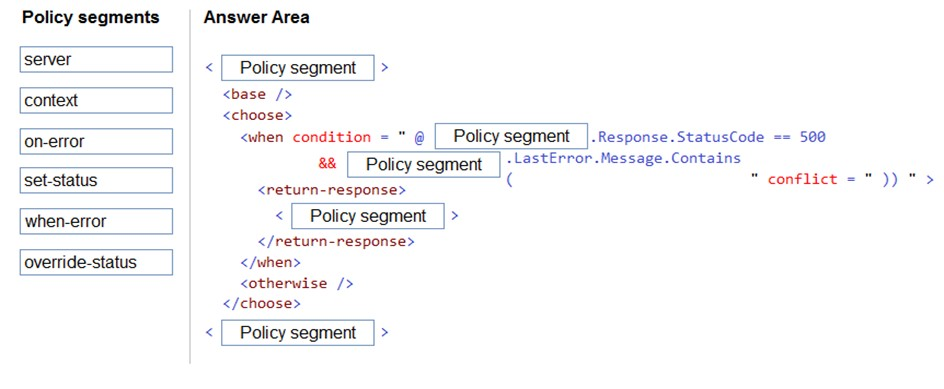 Policy segments
server
context
on-error
set-status
when-error
override-status
Answer Area
< Policy segment >
<base />
<choose>
<when condition = " @ Policy segment .Response.StatusCode == 500
&& Policy segment .LastError.Message.Contains
( " conflict = " )) " >
<return-response>
< Policy segment >
</return-response>
</when>
<otherwise />
</choose>
< Policy segment >